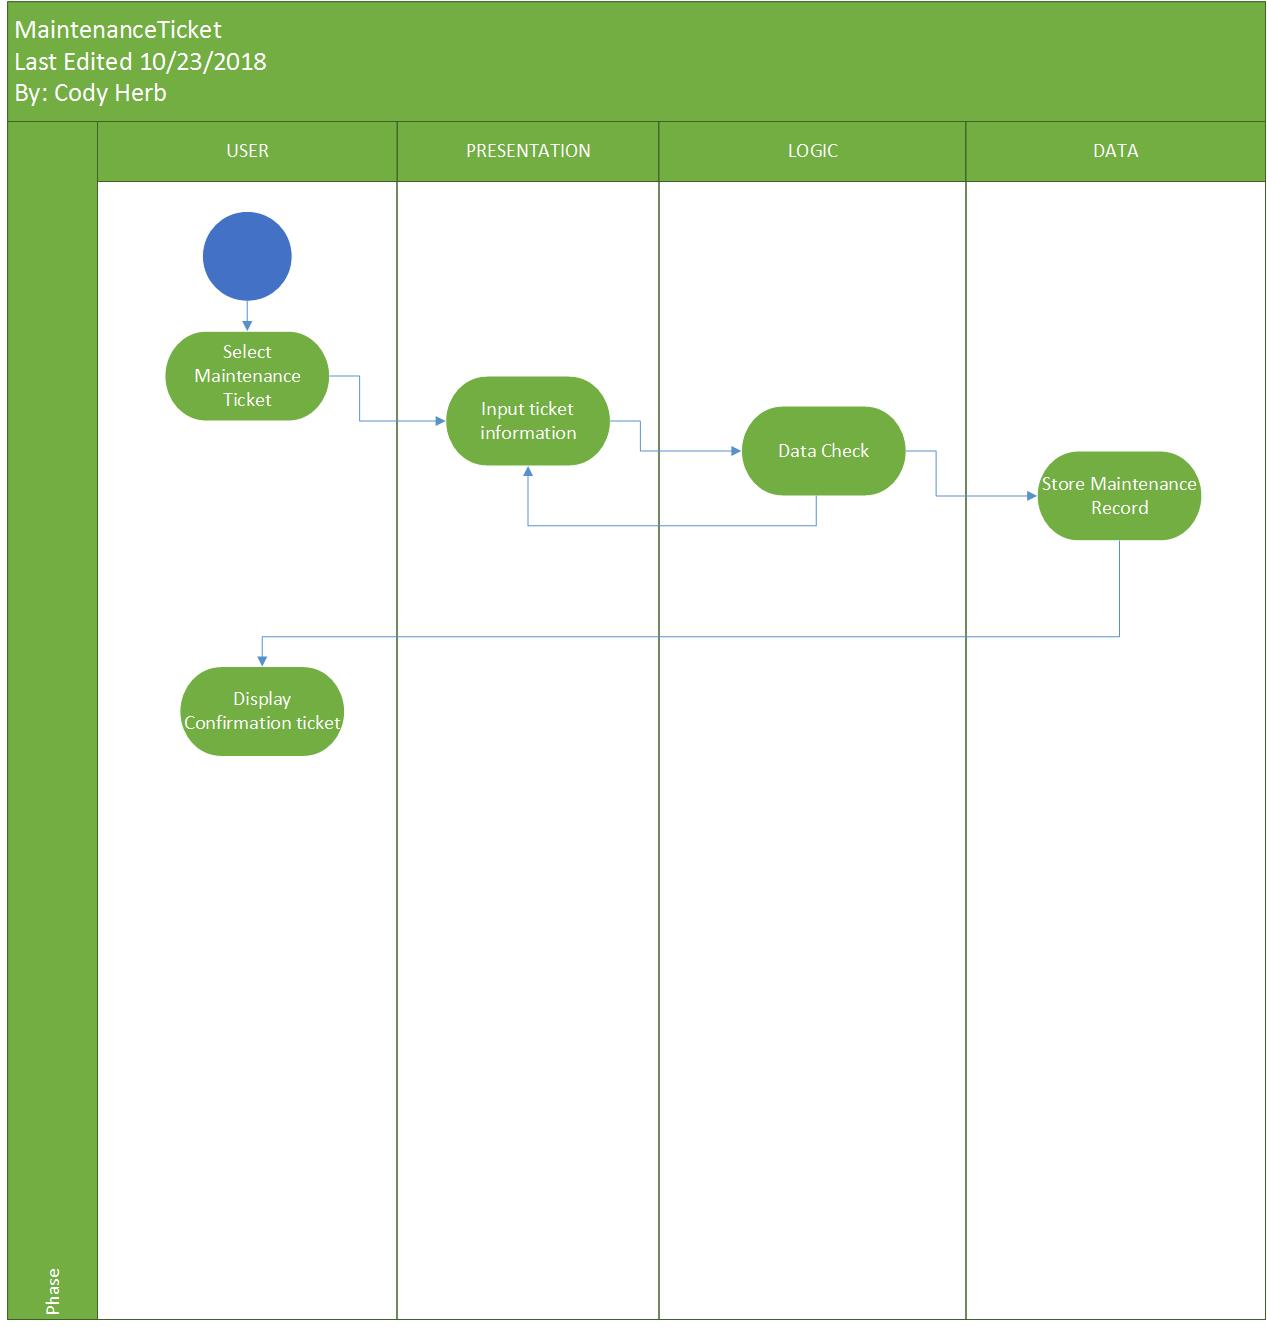 MaintenanceTicket
Last Edited 10/23/2018
By: Cody Herb
USER
PRESENTATION
LOGIC
DATA
Select
Maintenance
Ticket
Input ticket
information
Data Check
Store Maintenance
Record
Display
Confirmation ticket
Phase